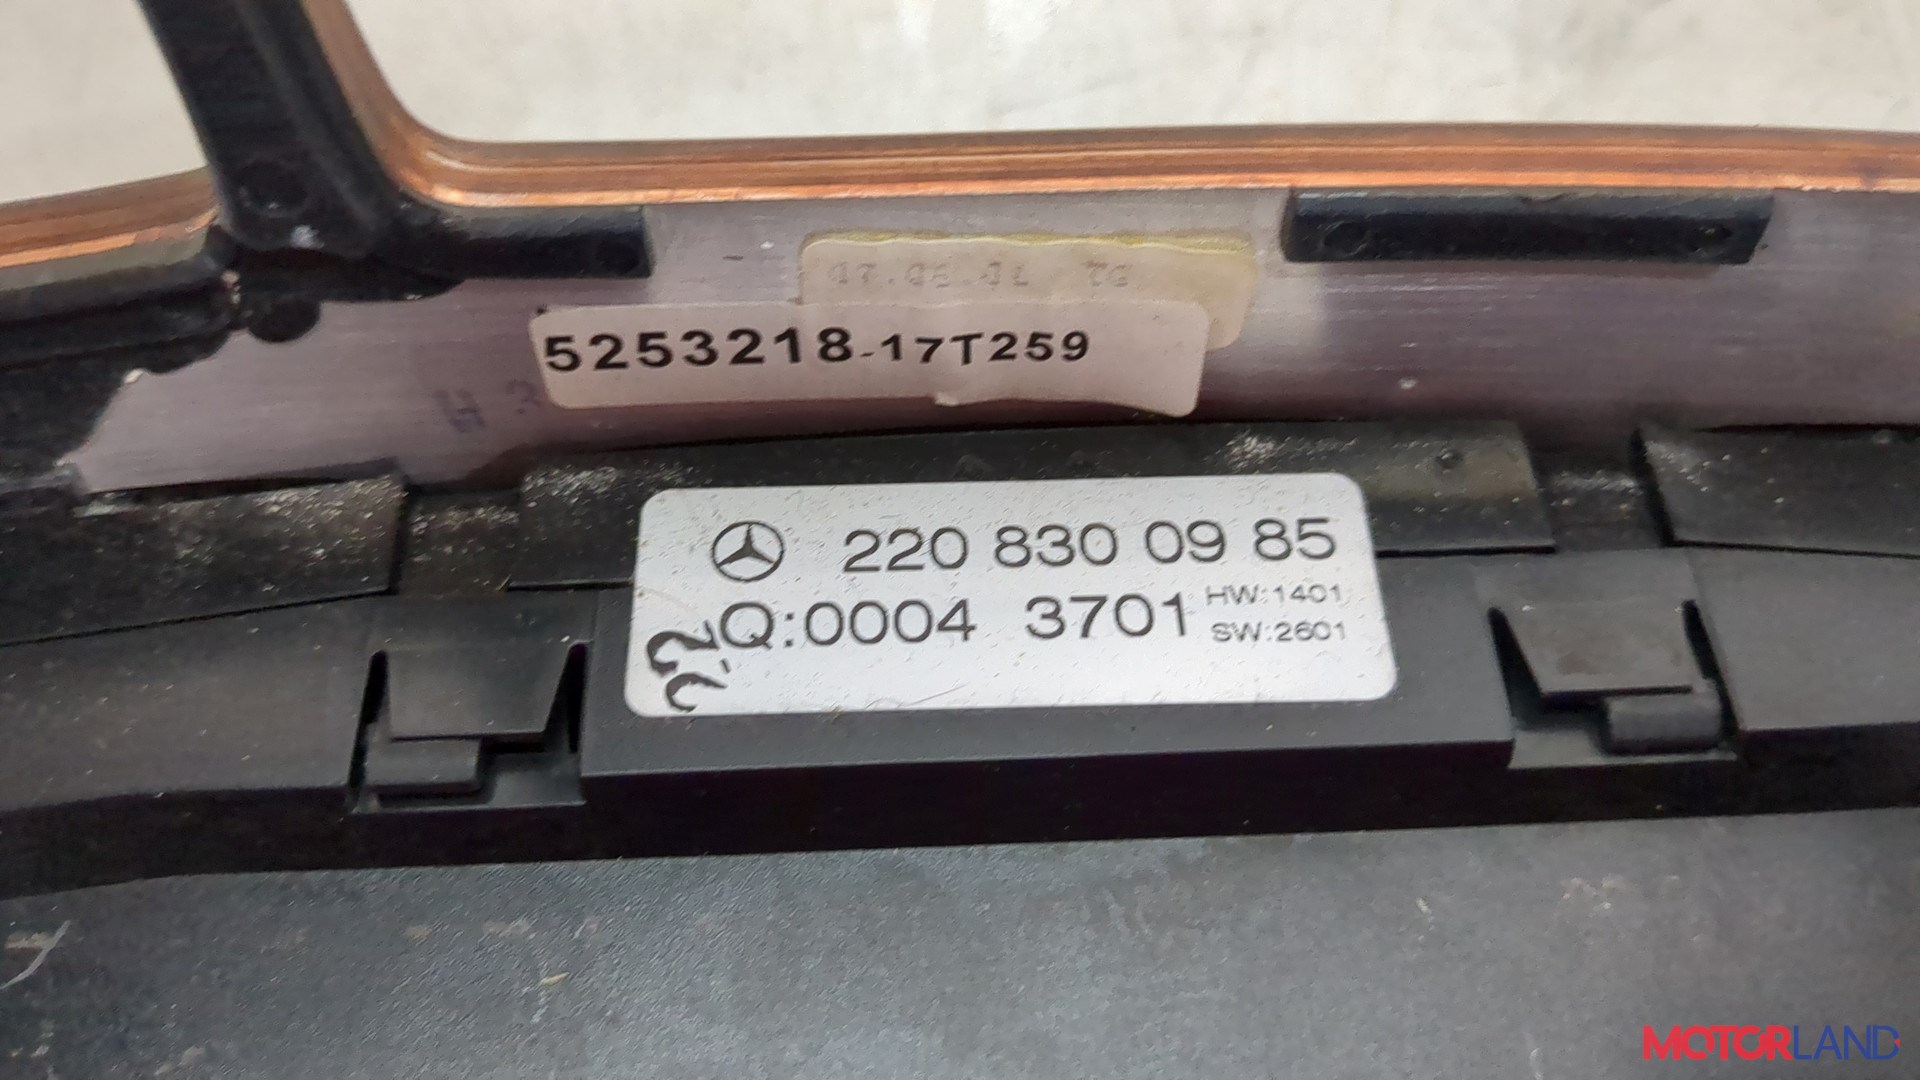 5253218-17T259
220 830 09 85
Q:0004 3701
HW:1401
SW:2601
MOTORLAND